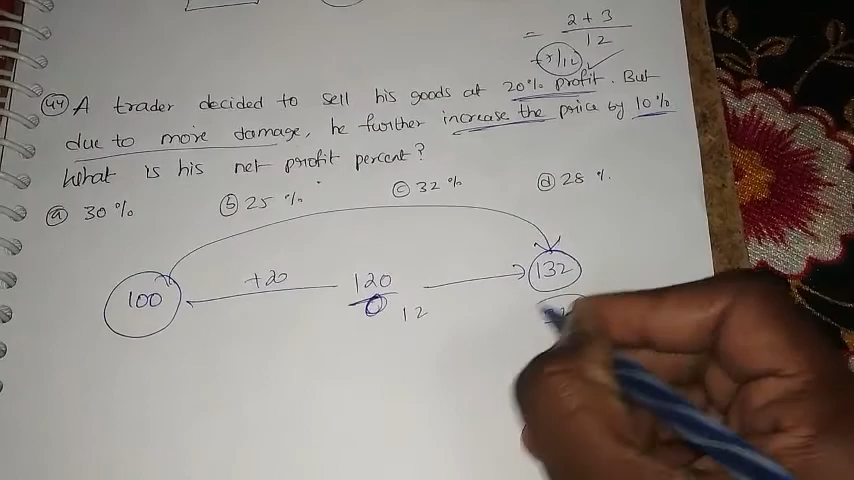 = 2 + 3
12
12
44 A trader decided to sell his goods at 20% profit. But
due to more damage, he further increase the price by 10%
What is his net profit percent?
a 30% b 25 % c 32 % d 28 %.
100 +20 120 132
0 12